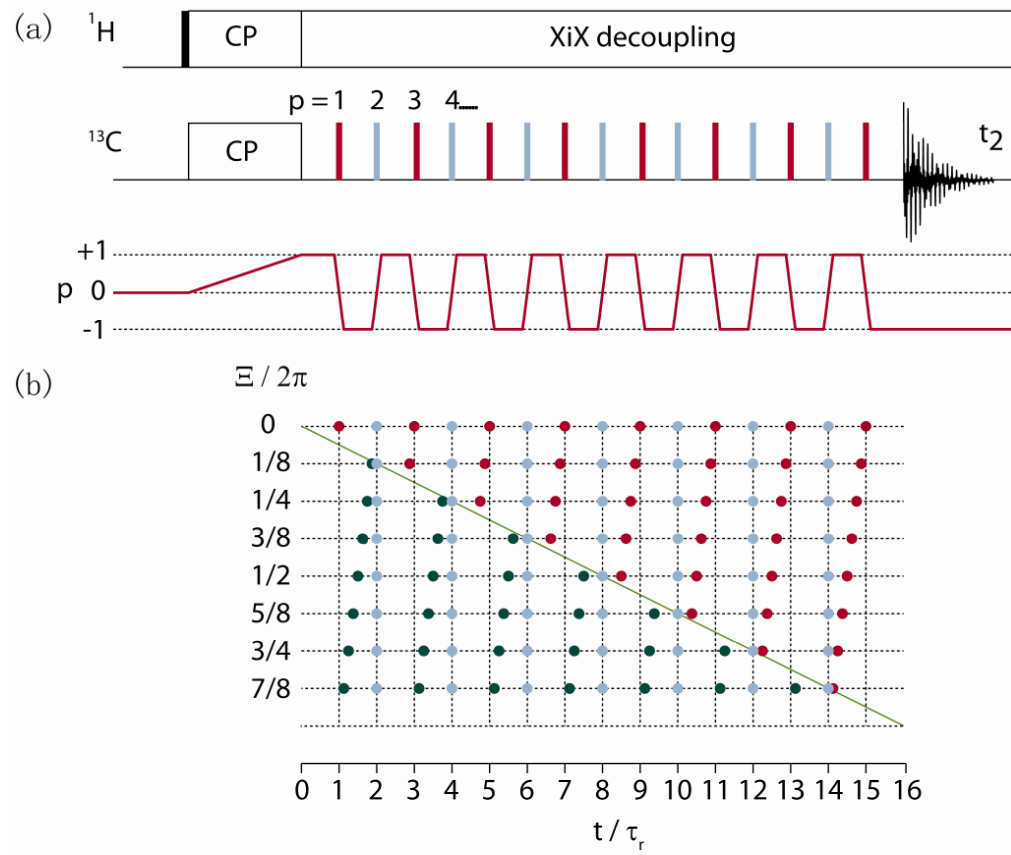 (a)
¹H
CP
XiX decoupling
p = 1 2 3 4.....
¹³C
CP
t₂
+1
p 0
-1
(b)
Ξ / 2π
0
1/8
1/4
3/8
1/2
5/8
3/4
7/8
0 1 2 3 4 5 6 7 8 9 10 11 12 13 14 15 16
t / τᵣ